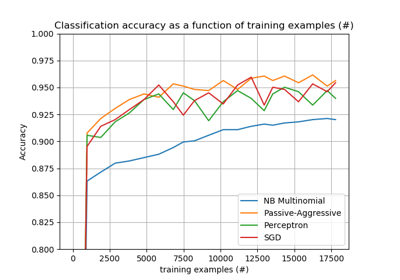 Classification accuracy as a function of training examples (#)
1.000
0.975
0.950
0.925
0.900
0.875
0.850
0.825
0.800
Accuracy
NB Multinomial
Passive-Aggressive
Perceptron
SGD
0 2500 5000 7500 10000 12500 15000 17500
training examples (#)